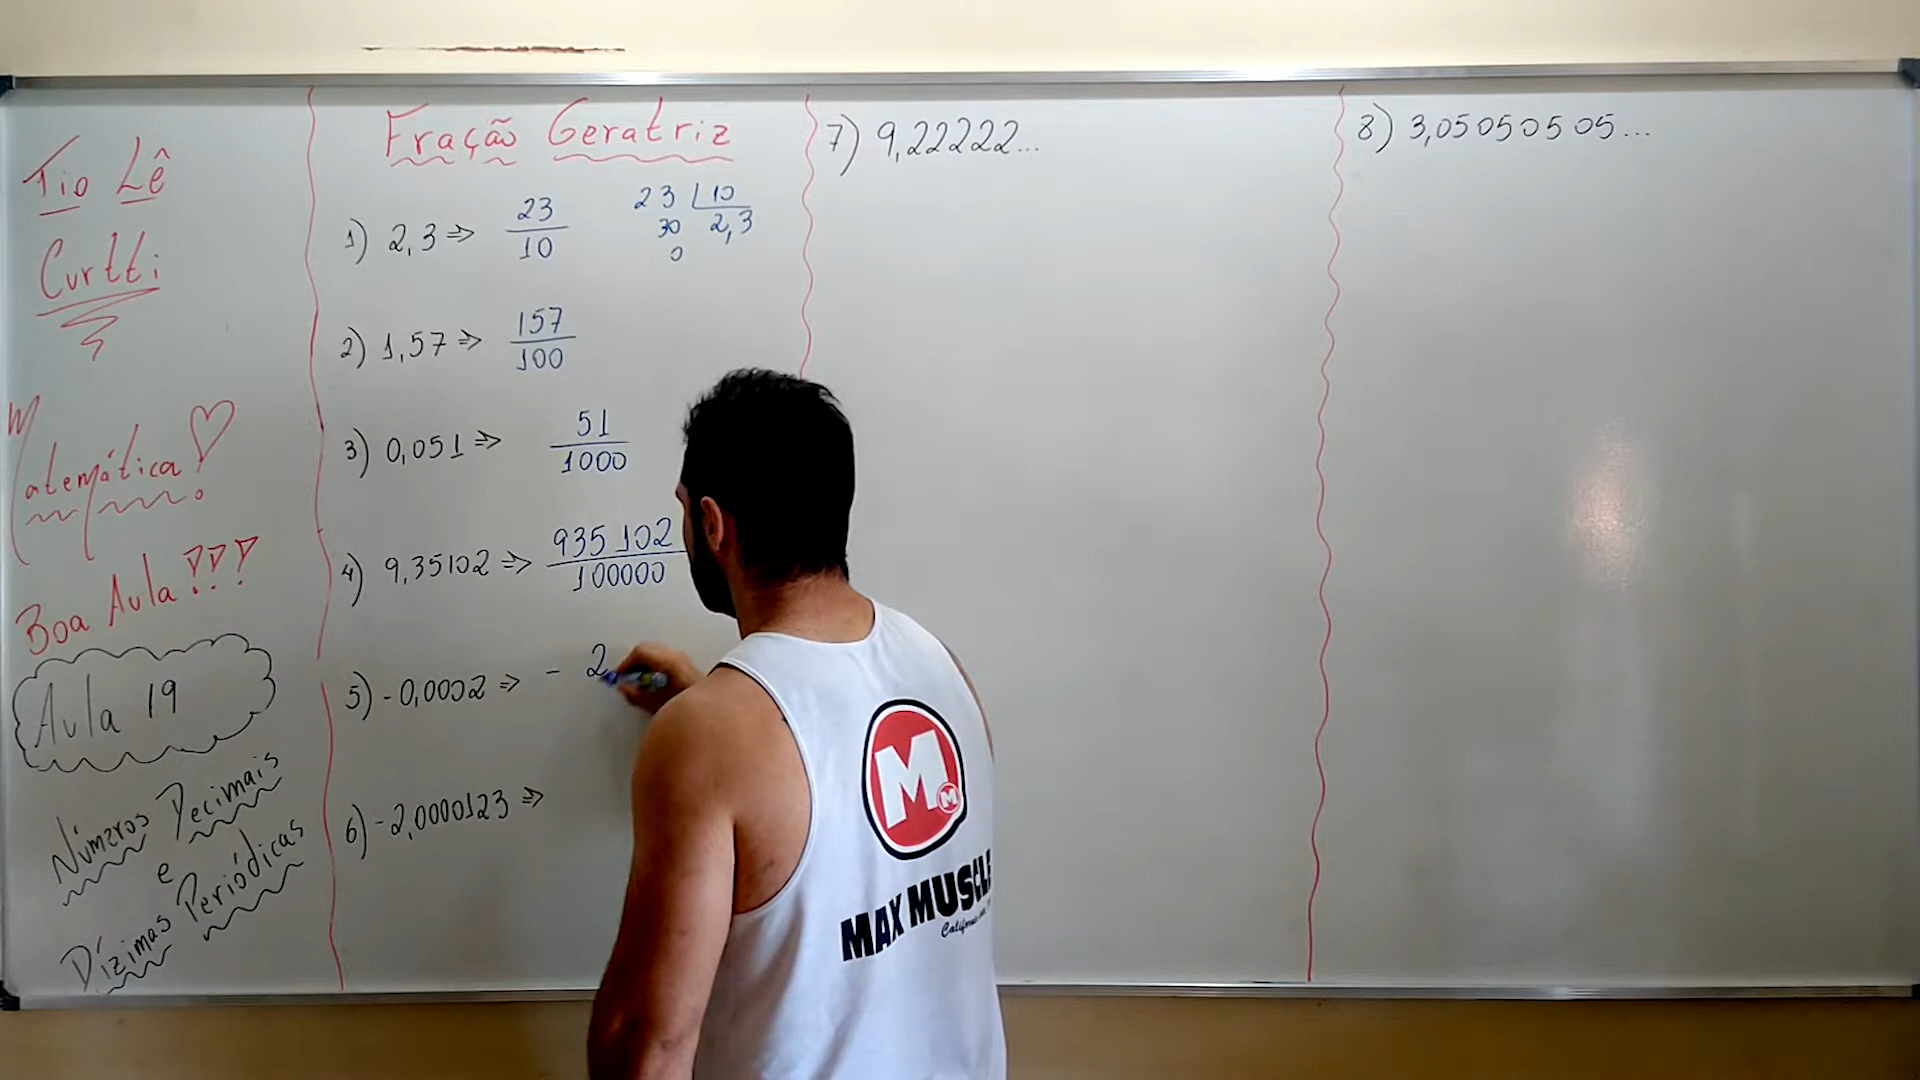 Tio Lê
Curtti
Matemática
Boa Aula!!!
Aula 19
Números Decimais
e
Dízimas Periódicas
Fração Geratriz
1) 2,3 ⇒ 23/10
23 | 10
30 2,3
0
2) 1,57 ⇒ 157/100
3) 0,051 ⇒ 51/1000
4) 9,35102 ⇒ 935 102/100000
5) -0,0002 ⇒ - 2
6) -2,0000123 ⇒
7) 9,22222...
8) 3,05050505...
M
M
MAX MUSCLE